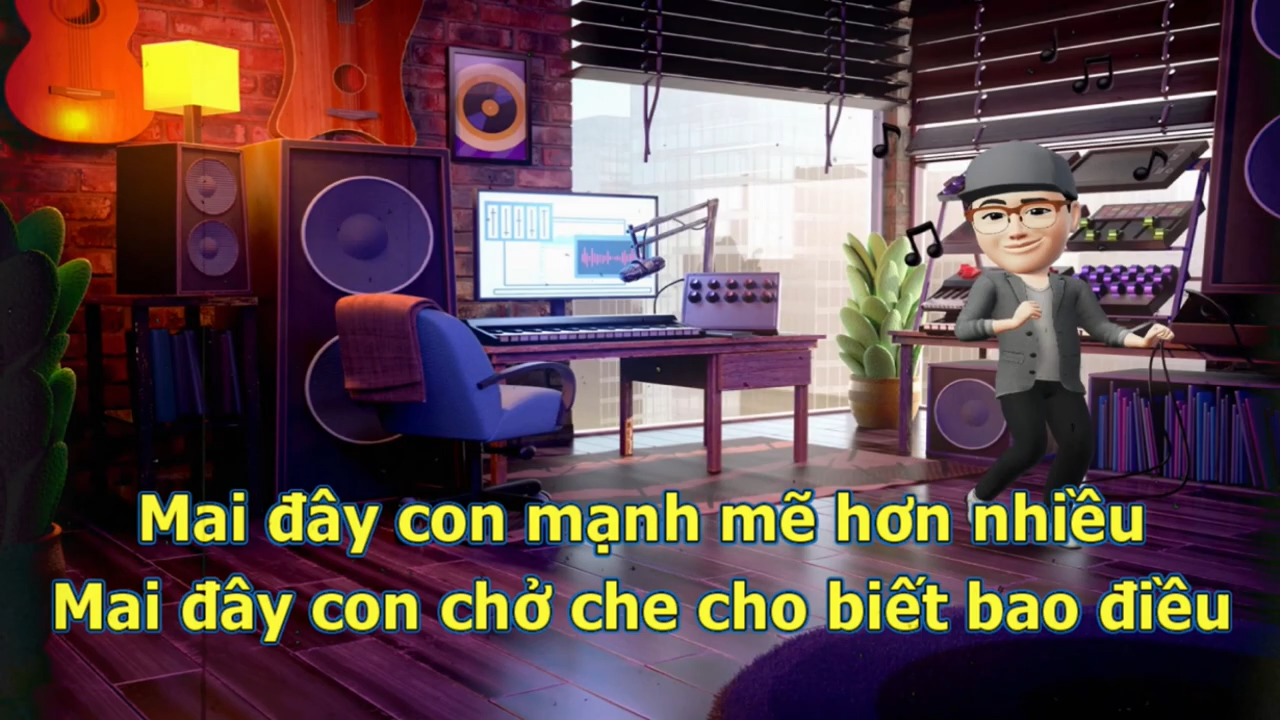 Mai đây con mạnh mẽ hơn nhiều
Mai đây con chở che cho biết bao điều